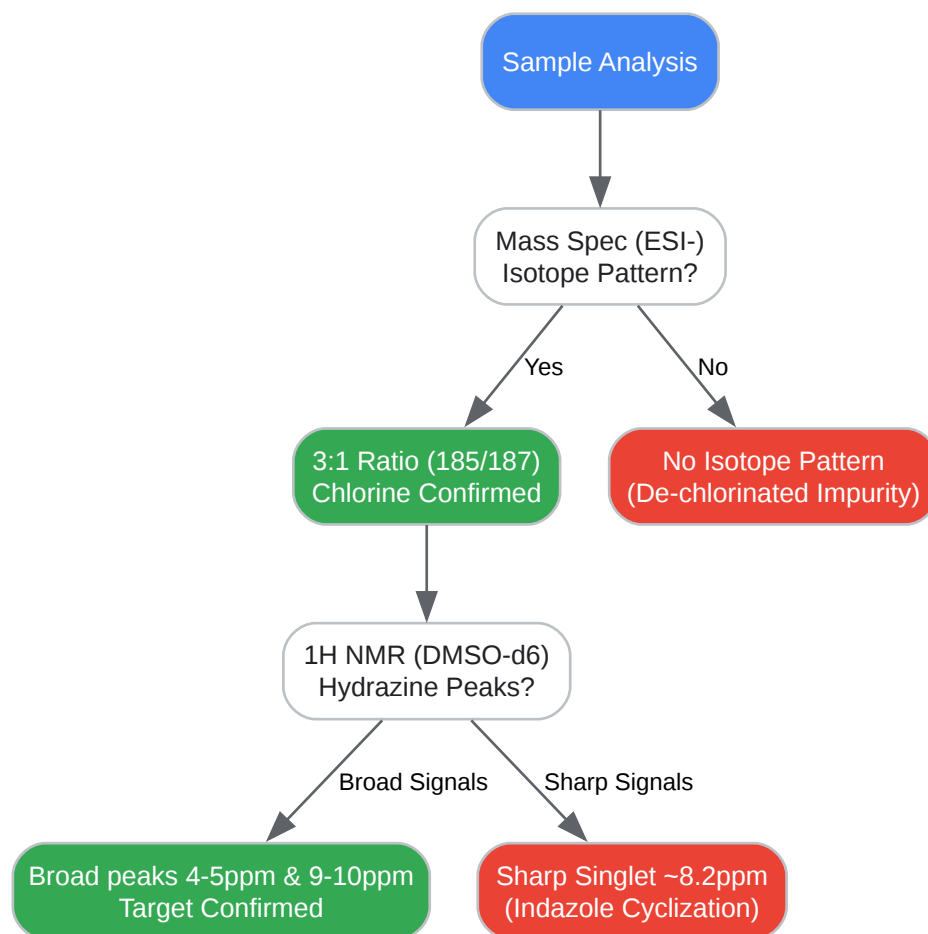 Sample Analysis
Mass Spec (ESI-)
Isotope Pattern?
Yes
No
3:1 Ratio (185/187)
Chlorine Confirmed
No Isotope Pattern
(De-chlorinated Impurity)
1H NMR (DMSO-d6)
Hydrazine Peaks?
Broad Signals
Sharp Signals
Broad peaks 4-5ppm & 9-10ppm
Target Confirmed
Sharp Singlet ~8.2ppm
(Indazole Cyclization)